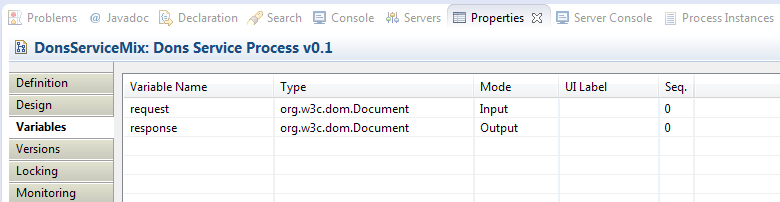 Problems @ Javadoc Declaration Search Console Servers Properties Server Console Process Instances
DonsServiceMix: Dons Service Process v0.1
Definition
Design
Variables
Versions
Locking
Monitoring
Variable Name Type Mode UI Label Seq.
request org.w3c.dom.Document Input 0
response org.w3c.dom.Document Output 0